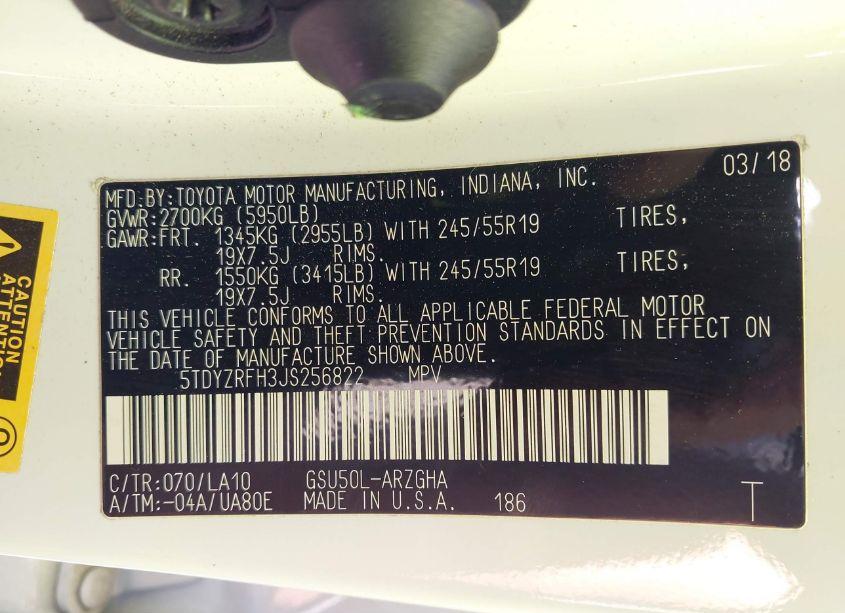 03/18
MFD.BY:TOYOTA MOTOR MANUFACTURING, INDIANA, INC.
GVWR:2700KG (5950LB)
GAWR:FRT. 1345KG (2955LB) WITH 245/55R19 TIRES,
19X7.5J RIMS.
RR. 1550KG (3415LB) WITH 245/55R19 TIRES,
19X7.5J RIMS.
THIS VEHICLE CONFORMS TO ALL APPLICABLE FEDERAL MOTOR
VEHICLE SAFETY AND THEFT PREVENTION STANDARDS IN EFFECT ON
THE DATE OF MANUFACTURE SHOWN ABOVE.
5TDYZRFH3JS256822 MPV
C/TR:070/LA10 GSU50L-ARZGHA
A/TM:-04A/UA80E MADE IN U.S.A. 186 T
CAUTION